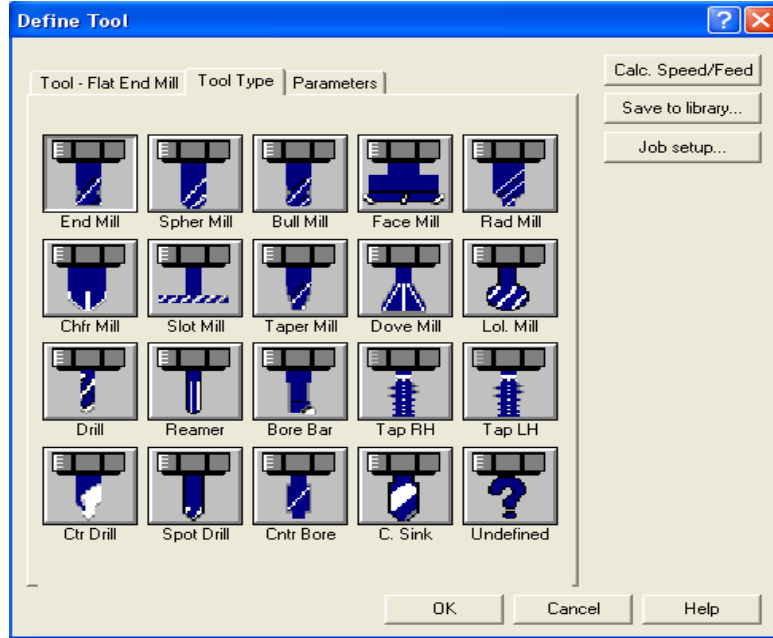 Define Tool
Tool - Flat End Mill Tool Type Parameters
Calc. Speed/Feed
Save to library...
Job setup...
End Mill Spher Mill Bull Mill Face Mill Rad Mill
Chfr Mill Slot Mill Taper Mill Dove Mill Lol. Mill
Drill Reamer Bore Bar Tap RH Tap LH
Ctr Drill Spot Drill Cntr Bore C. Sink Undefined
OK Cancel Help